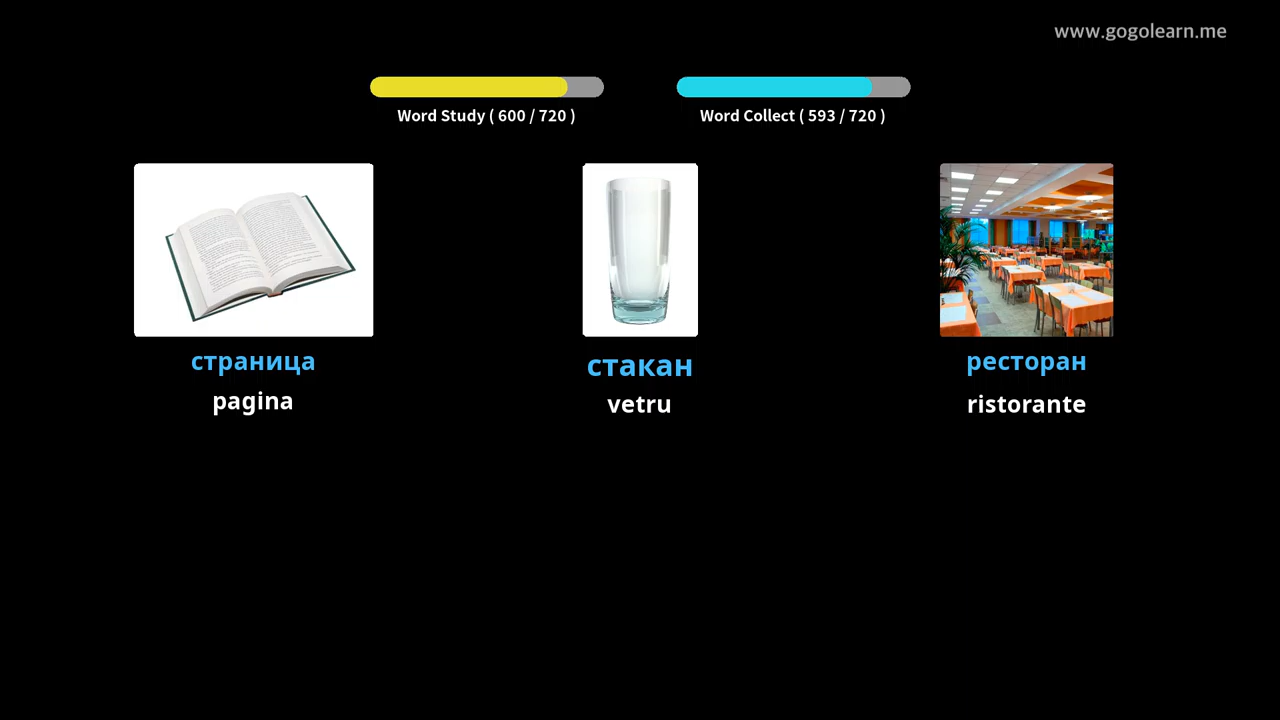 www.gogolearn.me
Word Study ( 600 / 720 )
Word Collect ( 593 / 720 )
страница
стакан
ресторан
pagina
vetru
ristorante